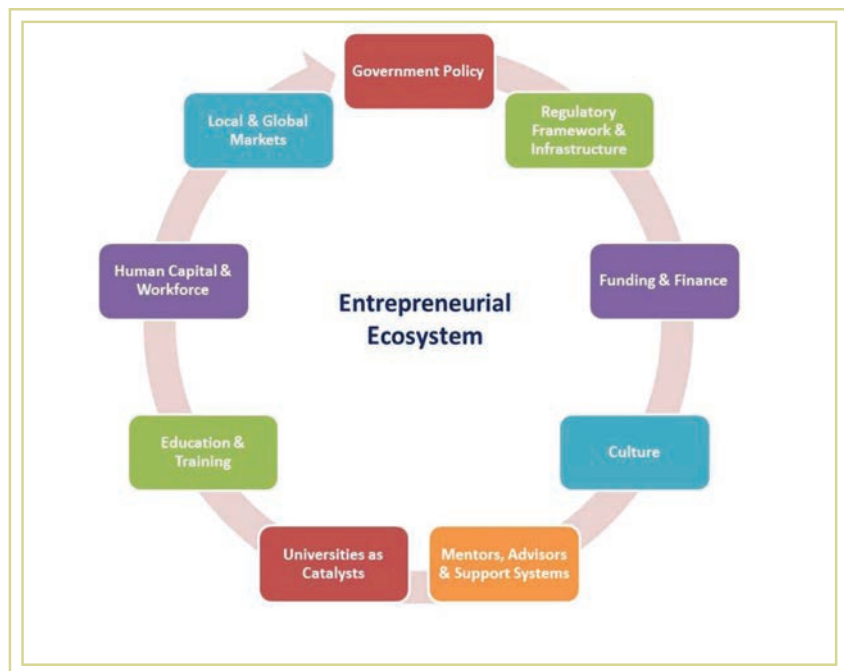 Government Policy
Regulatory
Framework &
Infrastructure
Funding & Finance
Culture
Mentors, Advisors
& Support Systems
Universities as
Catalysts
Education &
Training
Human Capital &
Workforce
Local & Global
Markets
Entrepreneurial
Ecosystem